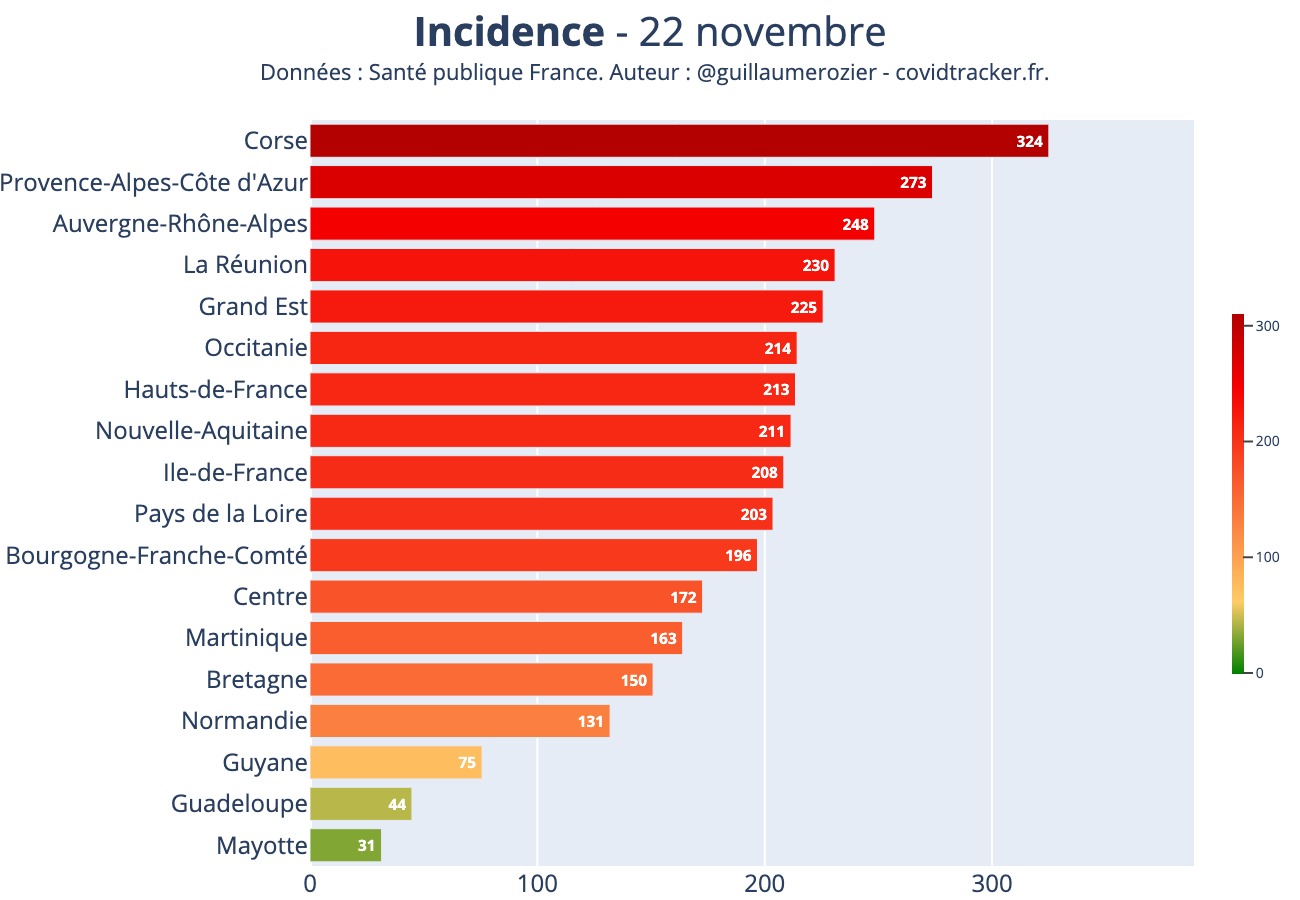 Incidence - 22 novembre
Données : Santé publique France. Auteur : @guillaumerozier - covidtracker.fr.
Corse 324
Provence-Alpes-Côte d'Azur 273
Auvergne-Rhône-Alpes 248
La Réunion 230
Grand Est 225
Occitanie 214
Hauts-de-France 213
Nouvelle-Aquitaine 211
Ile-de-France 208
Pays de la Loire 203
Bourgogne-Franche-Comté 196
Centre 172
Martinique 163
Bretagne 150
Normandie 131
Guyane 75
Guadeloupe 44
Mayotte 31
0 100 200 300
300
200
100
0